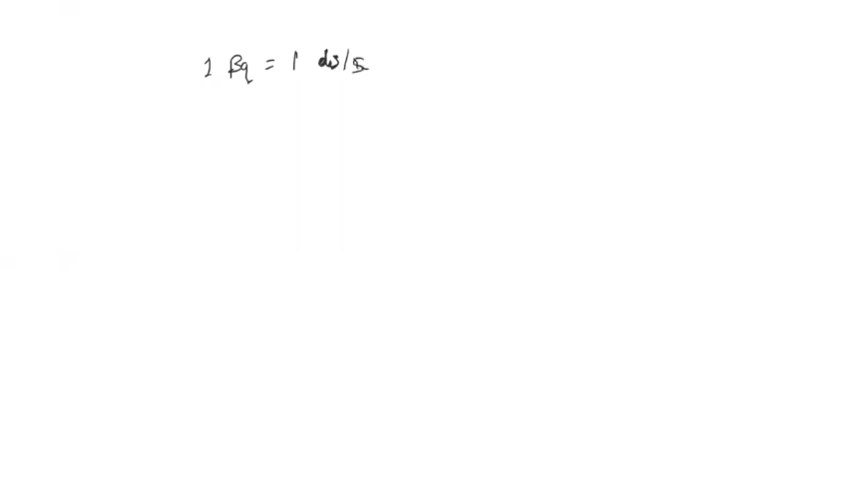 1 Bq = 1 dis/s